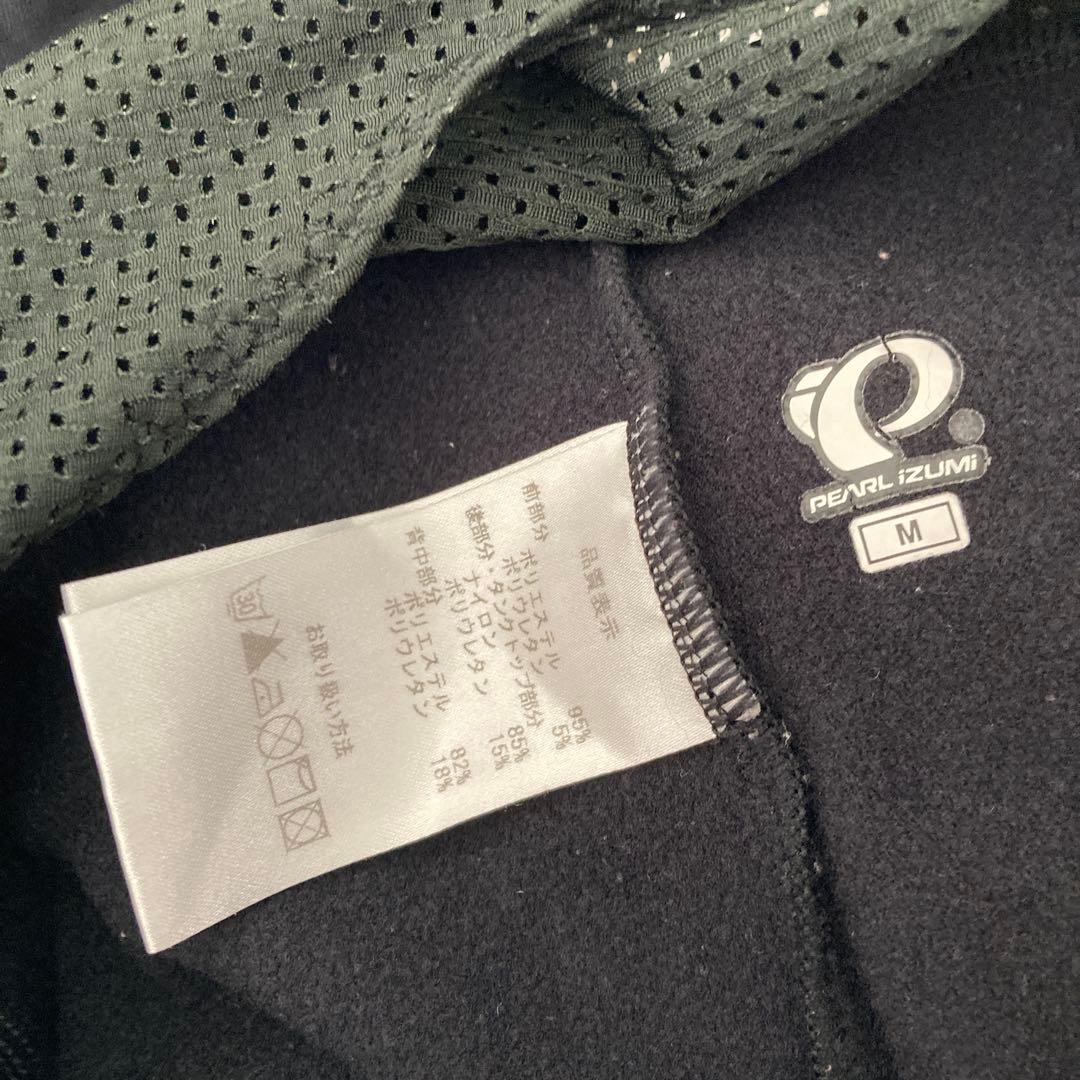 品質表示
前部分 ポリエステル 95%
ポリウレタン 5%
後部分・タンクトップ部分
ナイロン 85%
ポリウレタン 15%
背中部分 ポリエステル 82%
ポリウレタン 18%
お取り扱い方法
30
PEARL iZUMi
M